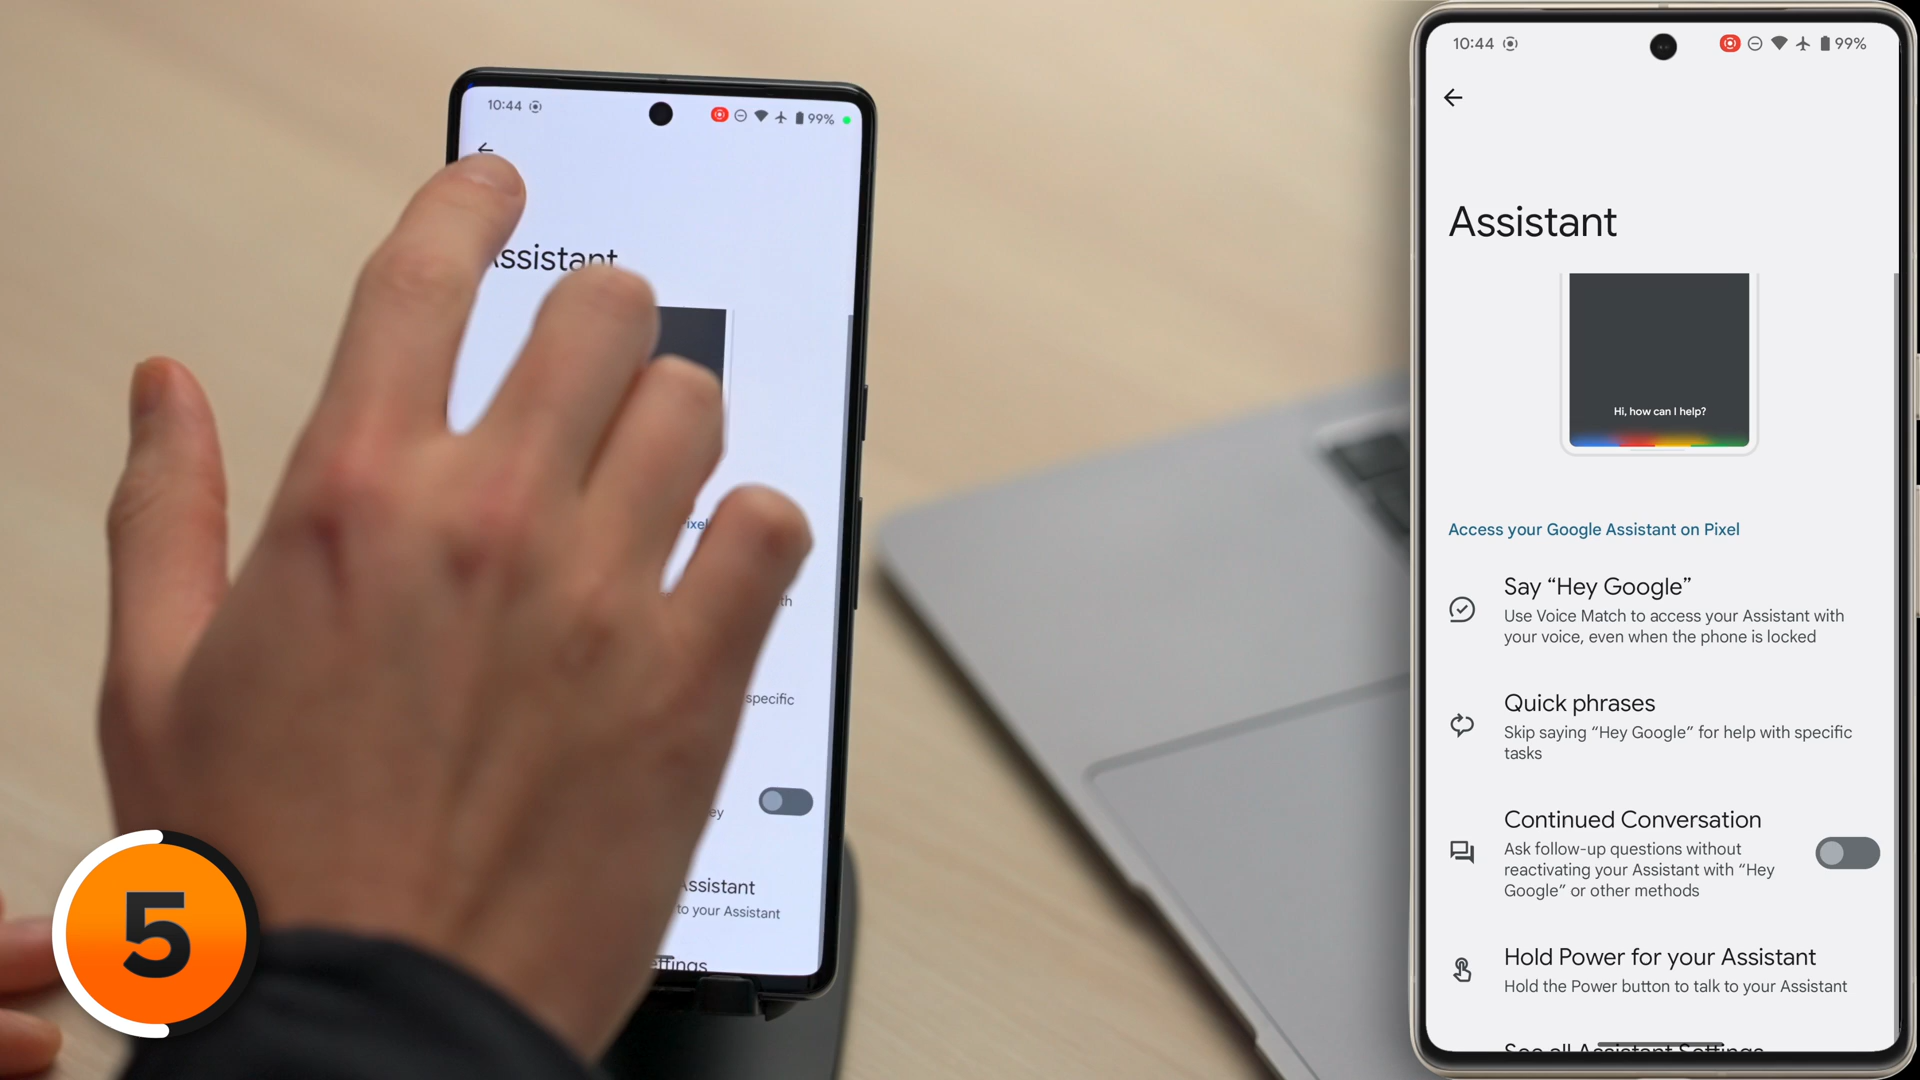 10:44
99%
ssistant
ixel
th
specific
ey
Assistant
to your Assistant
ettings
5
10:44
99%
Assistant
Hi, how can I help?
Access your Google Assistant on Pixel
Say “Hey Google”
Use Voice Match to access your Assistant with
your voice, even when the phone is locked
Quick phrases
Skip saying “Hey Google” for help with specific
tasks
Continued Conversation
Ask follow-up questions without
reactivating your Assistant with “Hey
Google” or other methods
Hold Power for your Assistant
Hold the Power button to talk to your Assistant
See all Assistant Settings